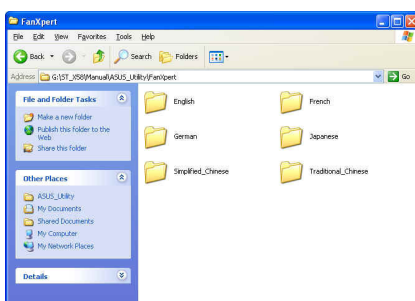 FanXpert
File Edit View Favorites Tools Help
Back Search Folders
Address G:\ST_X58\Manual\ASUS_Utility\FanXpert Go
File and Folder Tasks
Make a new folder
Publish this folder to the Web
Share this folder
Other Places
ASUS_Utility
My Documents
Shared Documents
My Computer
My Network Places
Details
English French
German Japanese
Simplified_Chinese Traditional_Chinese